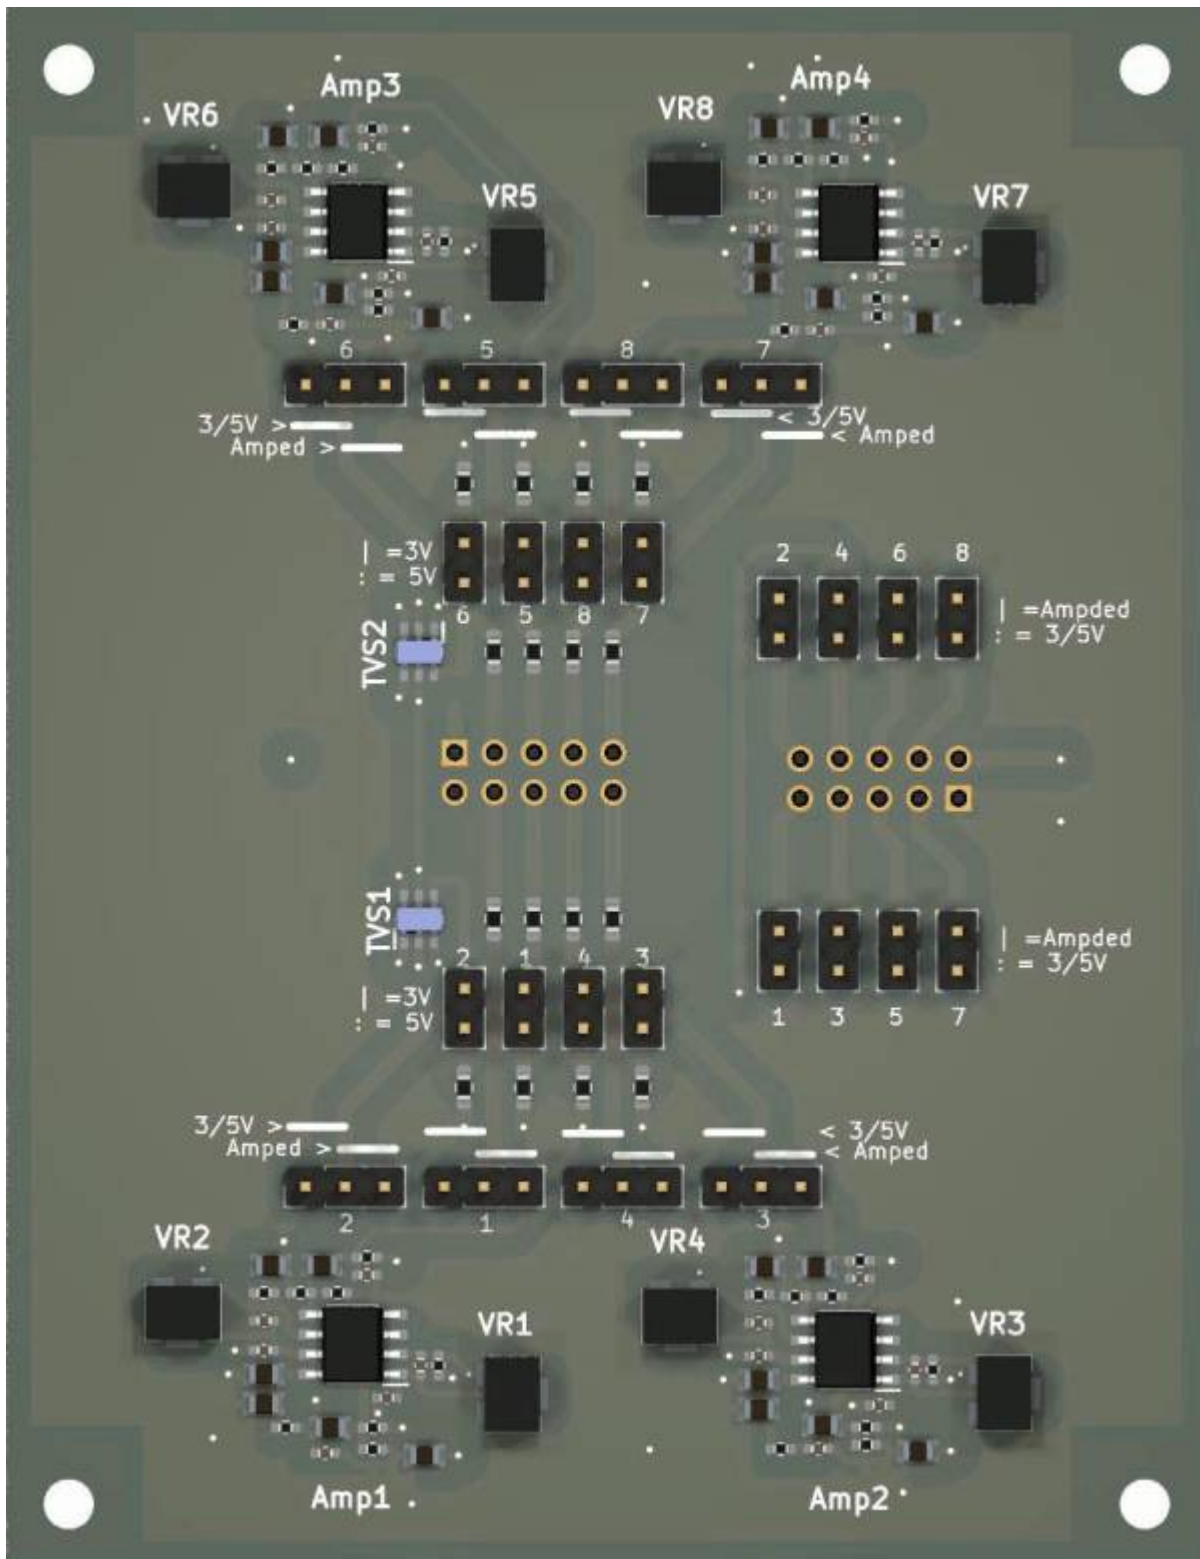 Amp3
Amp4
VR6
VR8
VR5
VR7
6
5
8
7
3/5V >
< 3/5V
Amped >
< Amped
| =3V
: = 5V
6
5
8
7
2
4
6
8
| =Ampded
: = 3/5V
TVS2
TVS1
2
1
4
3
| =3V
: = 5V
| =Ampded
: = 3/5V
1
3
5
7
3/5V >
< 3/5V
Amped >
< Amped
2
1
4
3
VR2
VR4
VR1
VR3
Amp1
Amp2